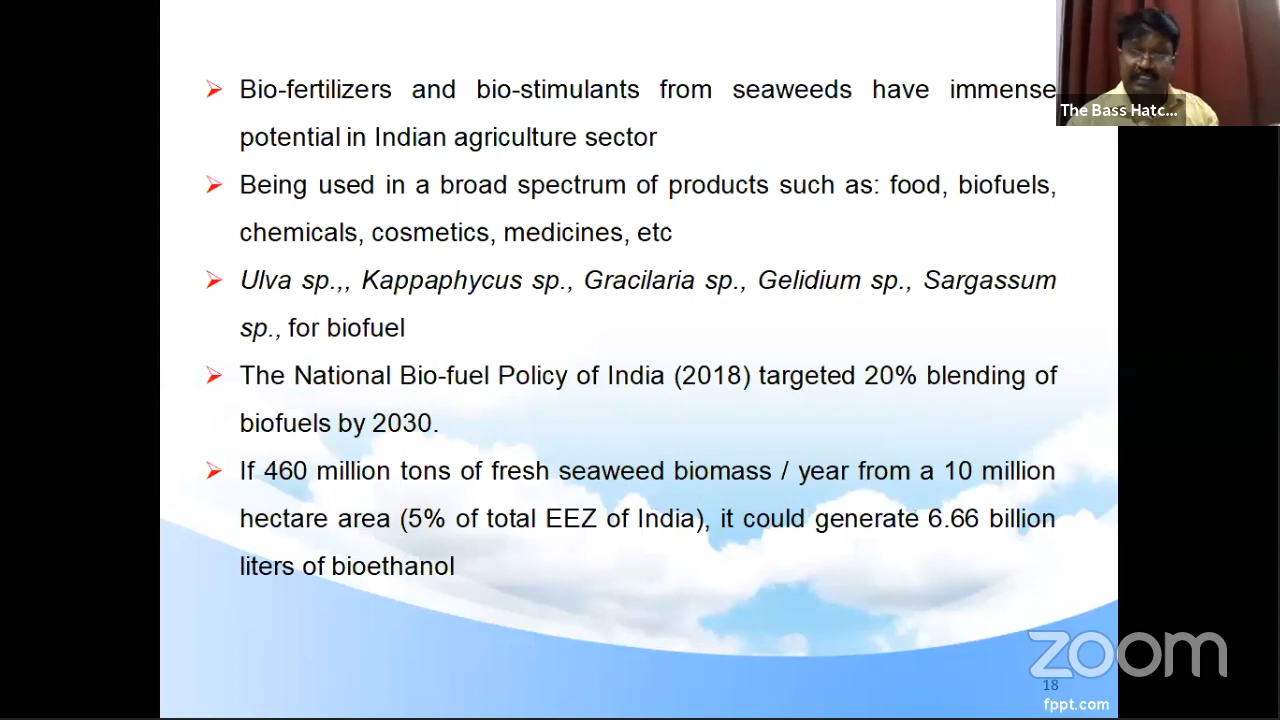 Bio-fertilizers and bio-stimulants from seaweeds have immense
potential in Indian agriculture sector
Being used in a broad spectrum of products such as: food, biofuels,
chemicals, cosmetics, medicines, etc
Ulva sp.,, Kappaphycus sp., Gracilaria sp., Gelidium sp., Sargassum
sp., for biofuel
The National Bio-fuel Policy of India (2018) targeted 20% blending of
biofuels by 2030.
If 460 million tons of fresh seaweed biomass / year from a 10 million
hectare area (5% of total EEZ of India), it could generate 6.66 billion
liters of bioethanol
The Bass Hatc...
zoom
18
fppt.com